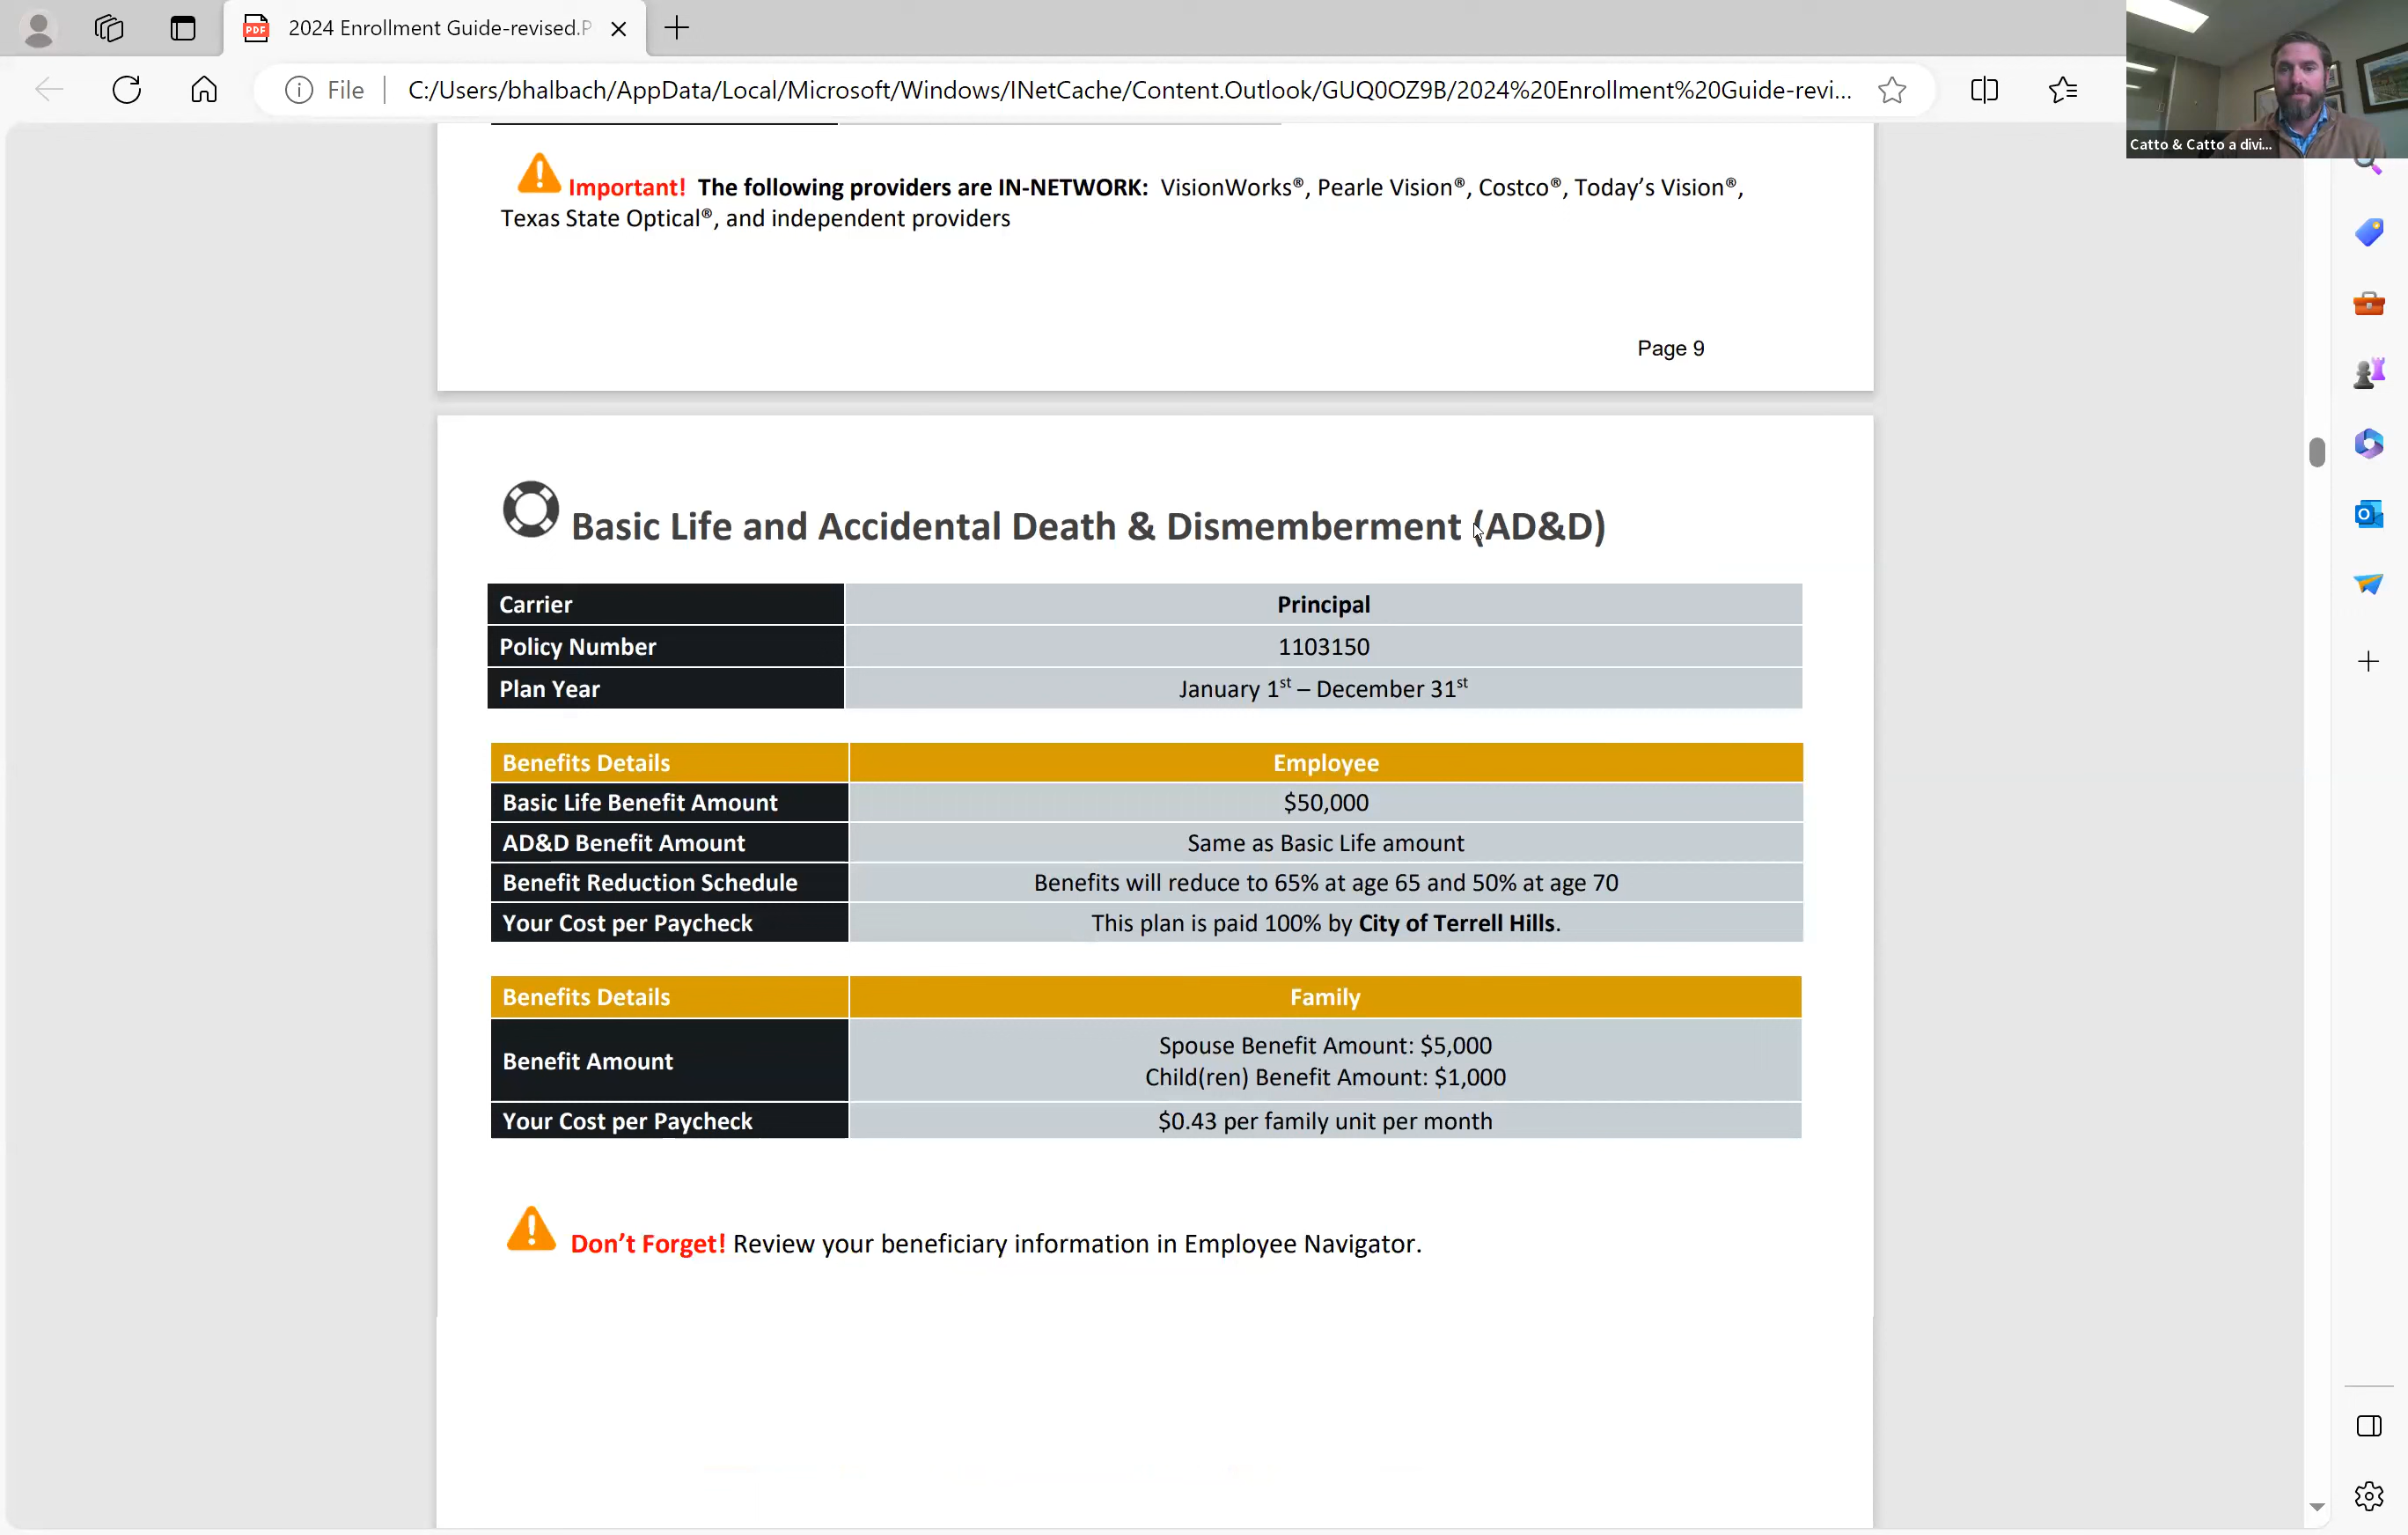 2024 Enrollment Guide-revised.P
File
C:/Users/bhalbach/AppData/Local/Microsoft/Windows/INetCache/Content.Outlook/GUQ0OZ9B/2024%20Enrollment%20Guide-revi...
Catto & Catto a divi...
Important! The following providers are IN-NETWORK: VisionWorks®, Pearle Vision®, Costco®, Today’s Vision®,
Texas State Optical®, and independent providers
Page 9
Basic Life and Accidental Death & Dismemberment (AD&D)
Carrier Principal
Policy Number 1103150
Plan Year January 1st – December 31st
Benefits Details Employee
Basic Life Benefit Amount $50,000
AD&D Benefit Amount Same as Basic Life amount
Benefit Reduction Schedule Benefits will reduce to 65% at age 65 and 50% at age 70
Your Cost per Paycheck This plan is paid 100% by City of Terrell Hills.
Benefits Details Family
Benefit Amount Spouse Benefit Amount: $5,000
Child(ren) Benefit Amount: $1,000
Your Cost per Paycheck $0.43 per family unit per month
Don’t Forget! Review your beneficiary information in Employee Navigator.